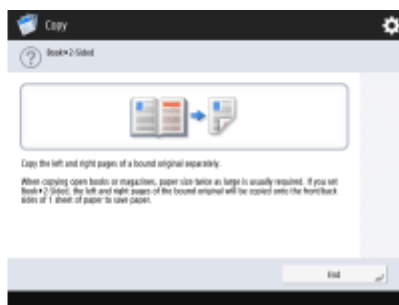 Copy
Book▸2-Sided
Copy the left and right pages of a bound original separately.
When copying open books or magazines, paper size twice as large is usually required. If you set
Book▸2-Sided, the left and right pages of the bound original will be copied onto the front/back
sides of 1 sheet of paper to save paper.
End